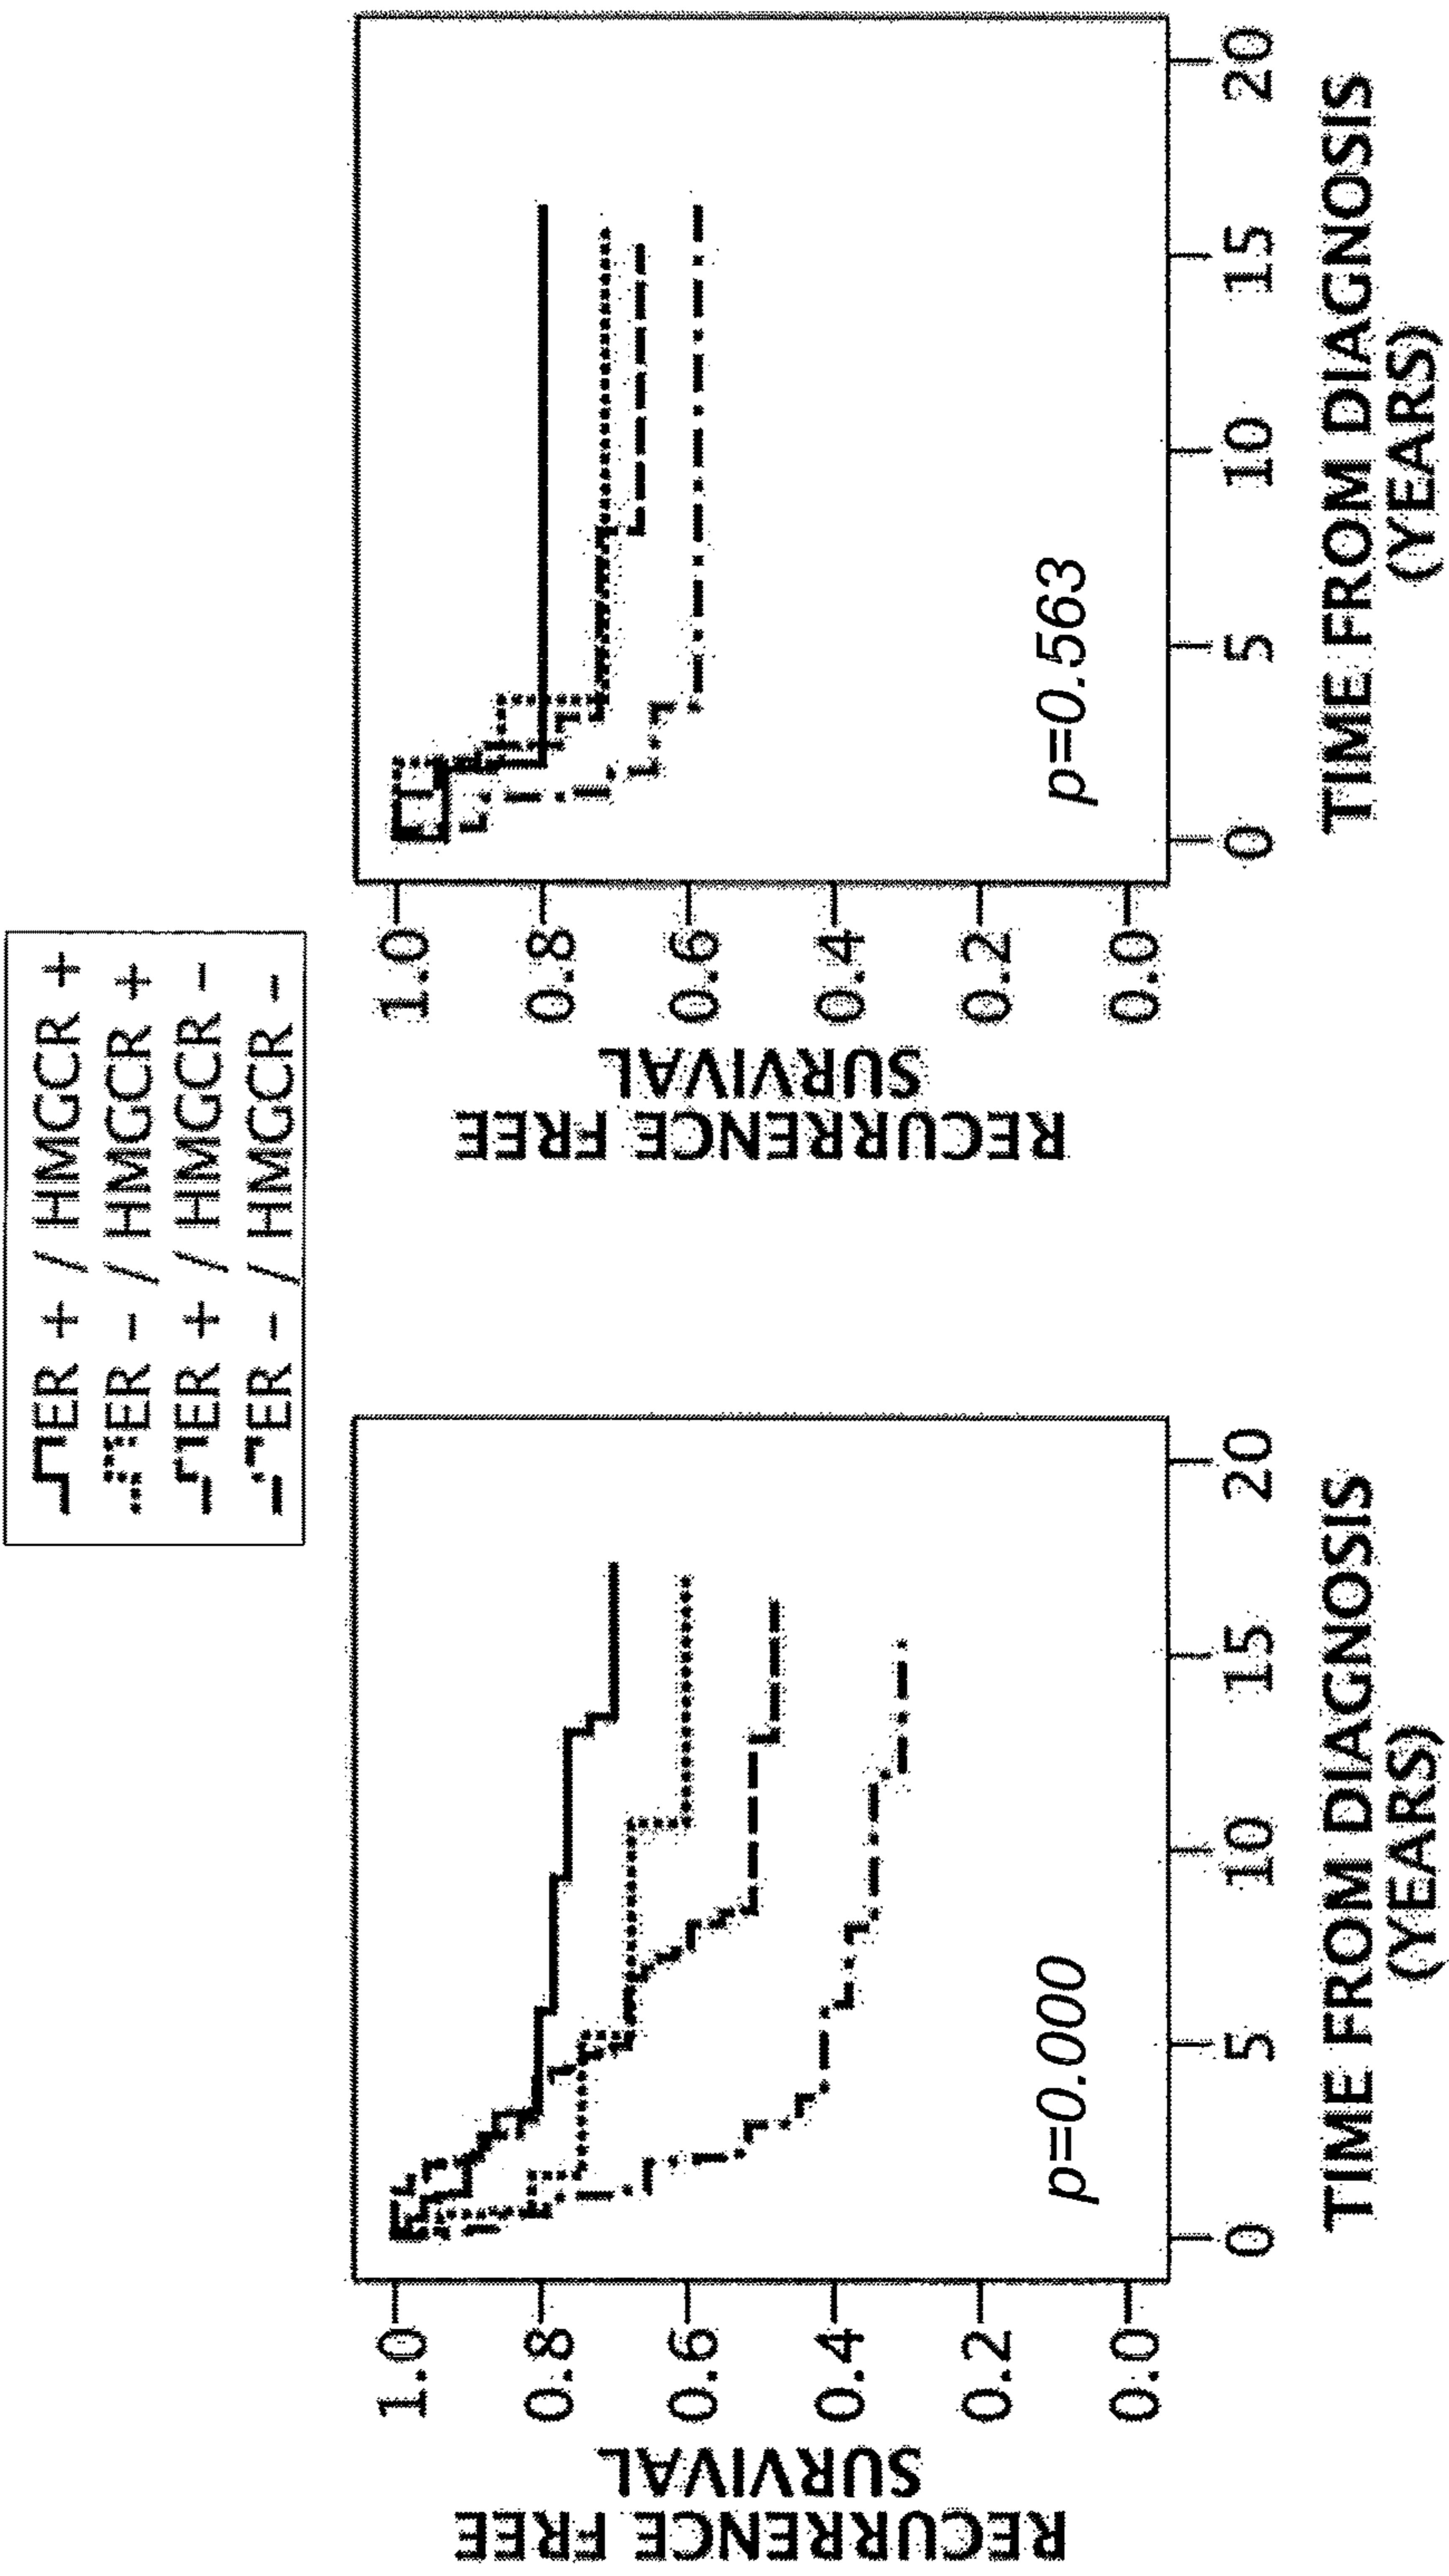 ER + / HMGCR +
ER - / HMGCR +
ER + / HMGCR -
ER - / HMGCR -
RECURRENCE FREE
SURVIVAL
1.0
0.8
0.6
0.4
0.2
0.0
p=0.000
0 5 10 15 20
TIME FROM DIAGNOSIS
(YEARS)
RECURRENCE FREE
SURVIVAL
1.0
0.8
0.6
0.4
0.2
0.0
p=0.563
0 5 10 15 20
TIME FROM DIAGNOSIS
(YEARS)